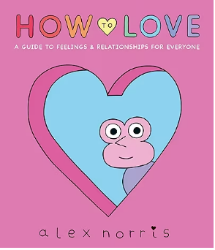 HOW TO LOVE
A GUIDE TO FEELINGS & RELATIONSHIPS FOR EVERYONE
alex norris